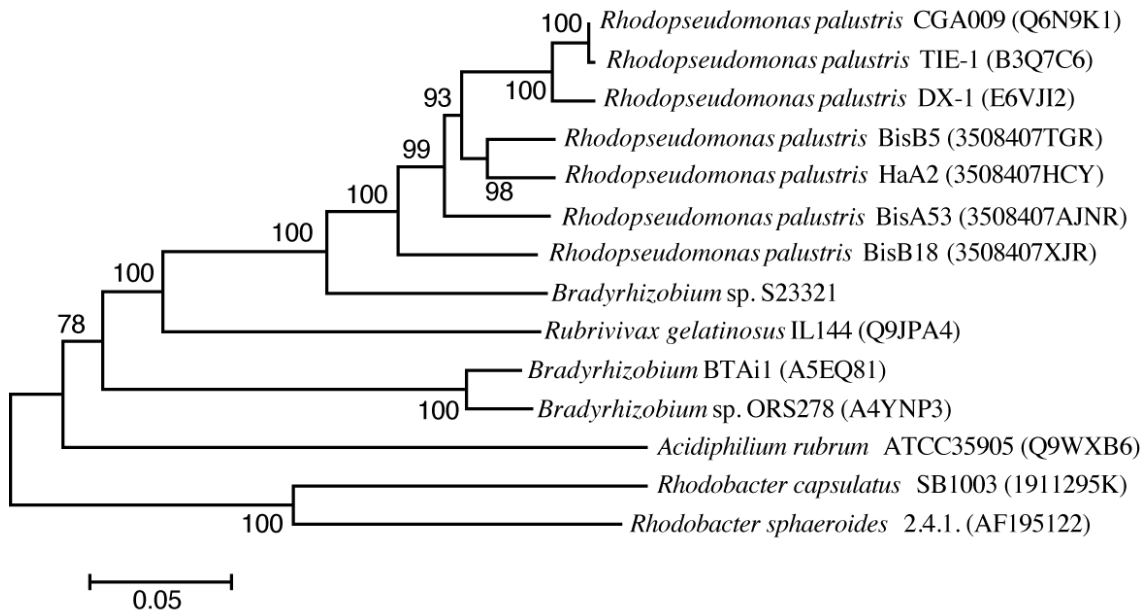 100
Rhodopseudomonas palustris CGA009 (Q6N9K1)
Rhodopseudomonas palustris TIE-1 (B3Q7C6)
100
Rhodopseudomonas palustris DX-1 (E6VJI2)
93
Rhodopseudomonas palustris BisB5 (3508407TGR)
99
Rhodopseudomonas palustris HaA2 (3508407HCY)
98
100
Rhodopseudomonas palustris BisA53 (3508407AJNR)
100
Rhodopseudomonas palustris BisB18 (3508407XJR)
100
Bradyrhizobium sp. S23321
78
Rubrivivax gelatinosus IL144 (Q9JPA4)
Bradyrhizobium BTAi1 (A5EQ81)
100
Bradyrhizobium sp. ORS278 (A4YNP3)
Acidiphilium rubrum ATCC35905 (Q9WXB6)
Rhodobacter capsulatus SB1003 (1911295K)
100
Rhodobacter sphaeroides 2.4.1. (AF195122)
0.05